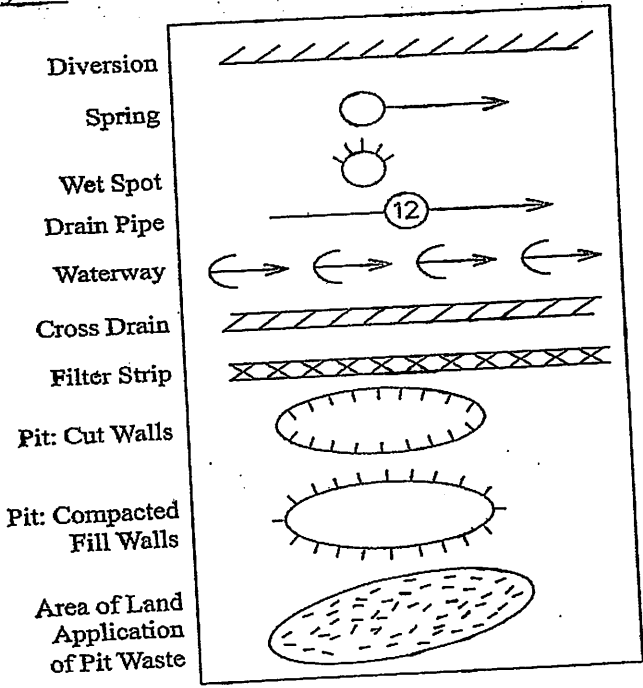 Diversion
Spring
Wet Spot
Drain Pipe
12
Waterway
Cross Drain
Filter Strip
Pit: Cut Walls
Pit: Compacted
Fill Walls
Area of Land
Application
of Pit Waste